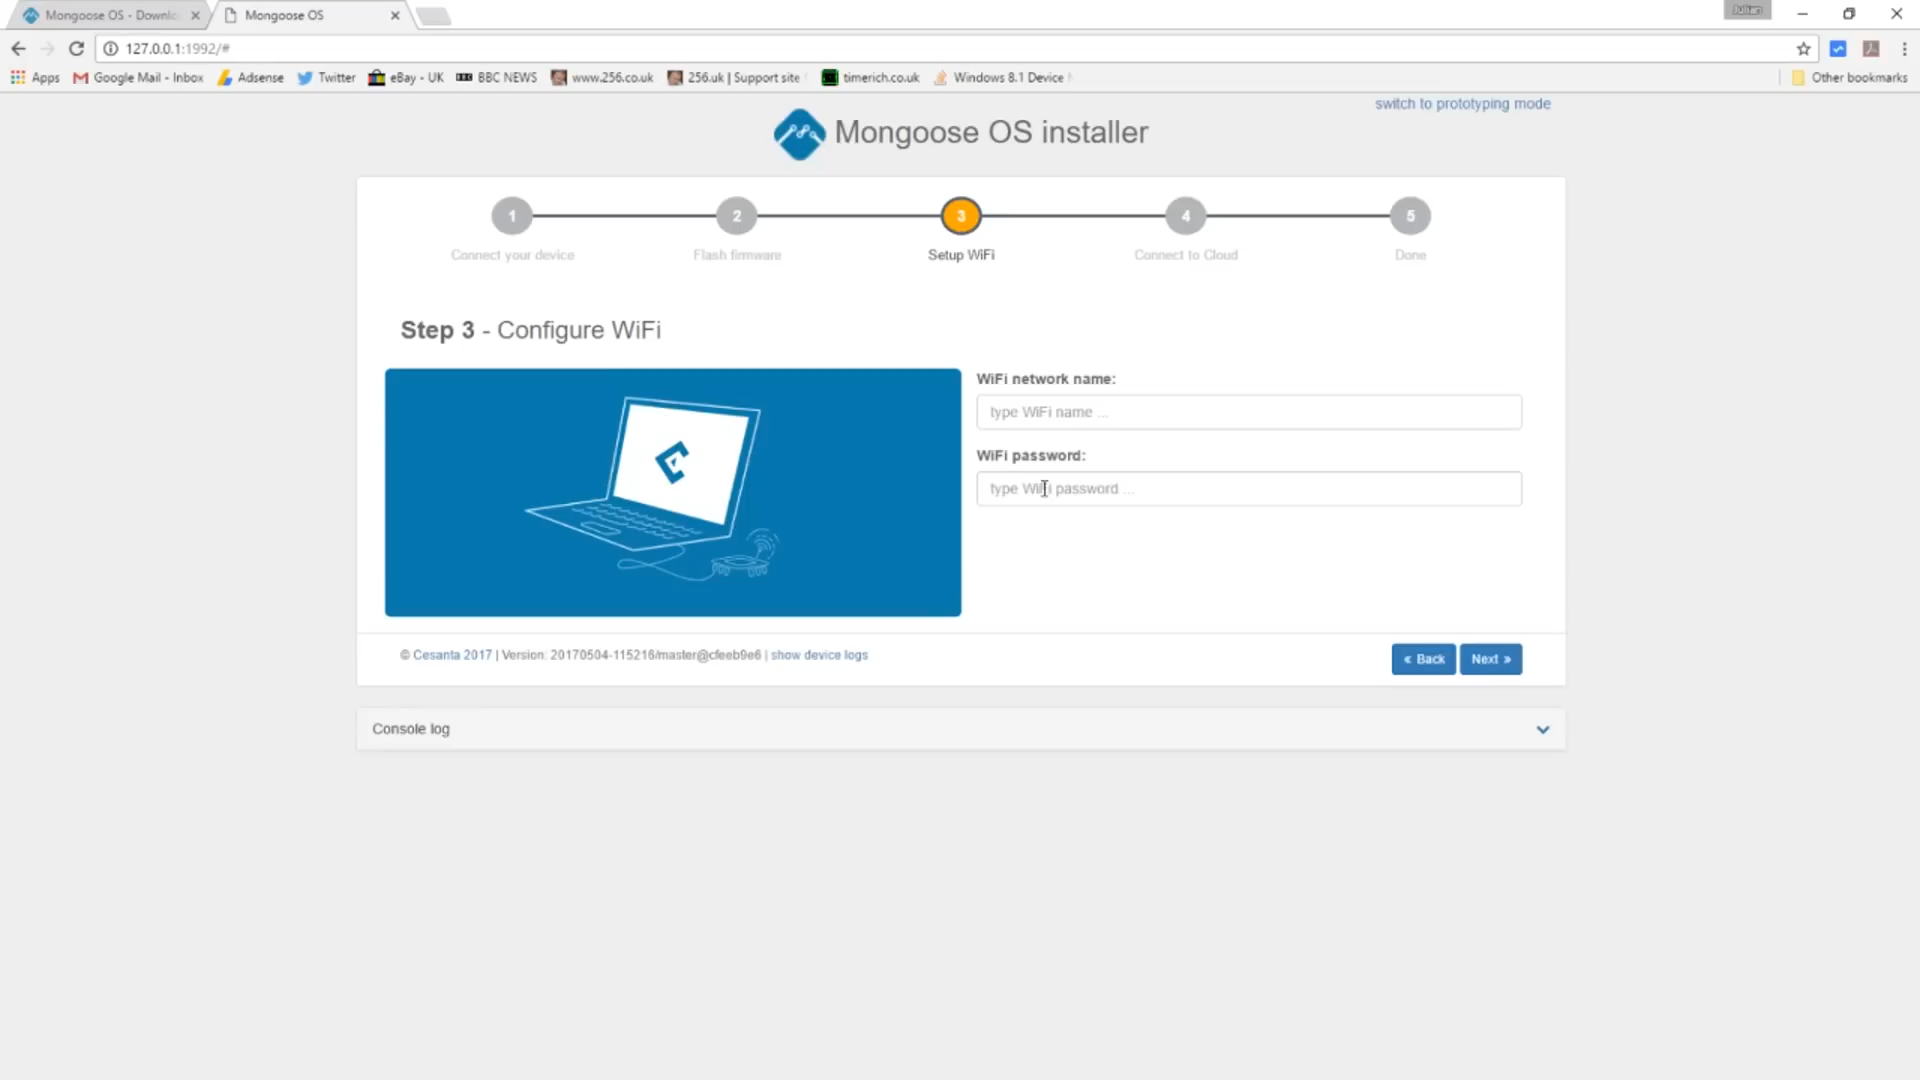 Mongoose OS - Downlo
Mongoose OS
Julian
127.0.0.1:1992/#
Apps
Google Mail - Inbox
Adsense
Twitter
eBay - UK
BBC NEWS
www.256.co.uk
256.uk | Support site
timerich.co.uk
Windows 8.1 Device
Other bookmarks
switch to prototyping mode
Mongoose OS installer
1
2
3
4
5
Connect your device
Flash firmware
Setup WiFi
Connect to Cloud
Done
Step 3 - Configure WiFi
WiFi network name:
type WiFi name ...
WiFi password:
type WiFi password ...
© Cesanta 2017 | Version: 20170504-115216/master@cfeeb9e6 | show device logs
« Back
Next »
Console log